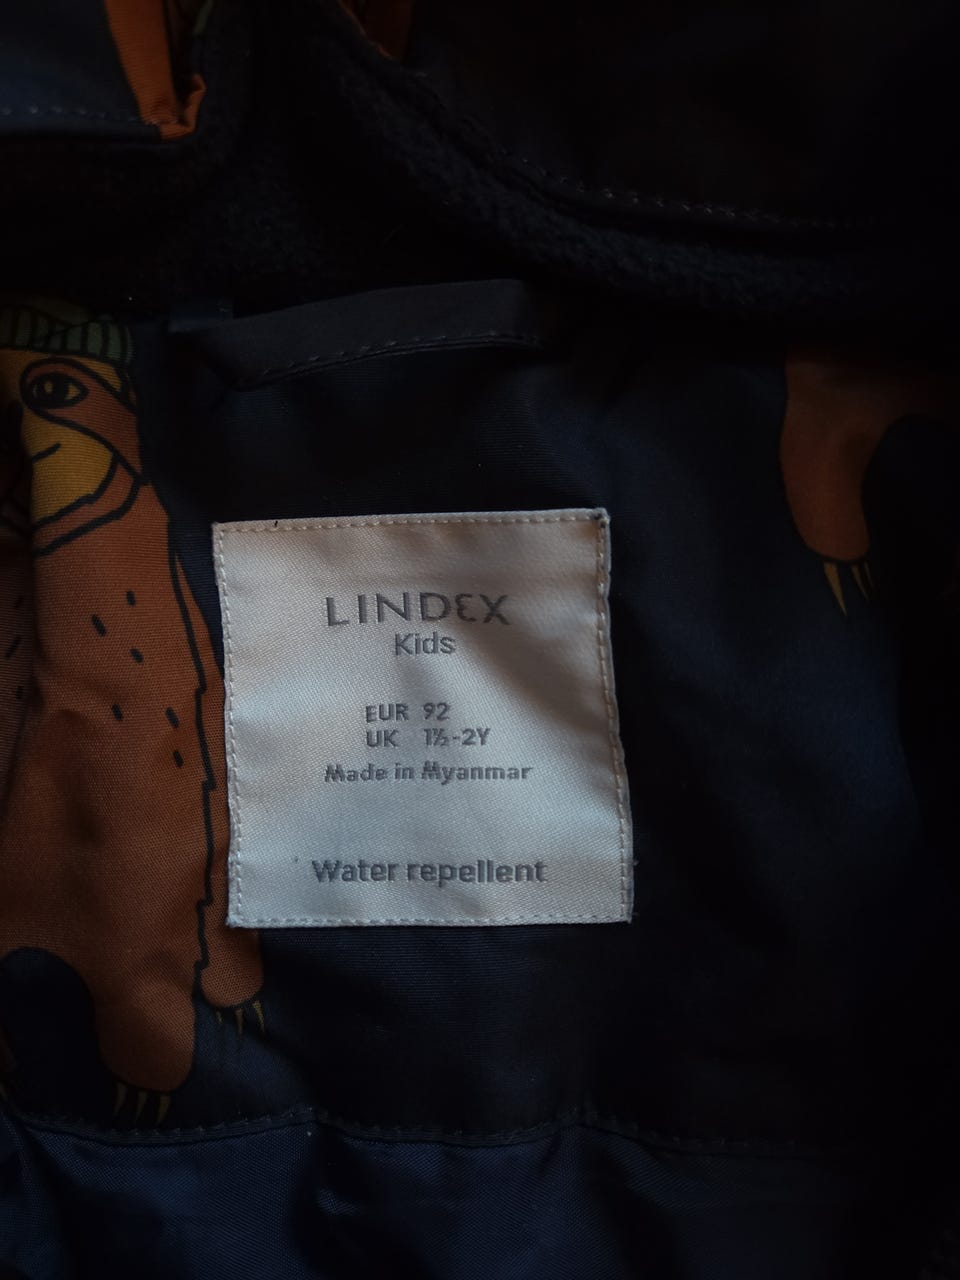 LINDEX
Kids
EUR 92
UK 1½-2Y
Made in Myanmar
Water repellent